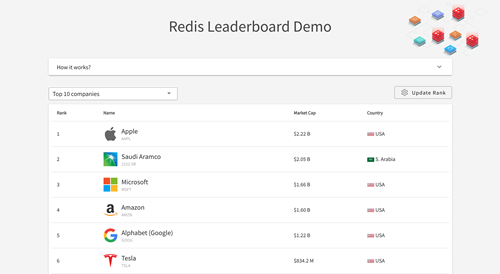 Redis Leaderboard Demo
How it works?
Top 10 companies
Update Rank
Rank Name Market Cap Country
1 Apple $2.22 B USA
AAPL
2 Saudi Aramco $2.05 B S. Arabia
2222.SR
3 Microsoft $1.66 B USA
MSFT
4 Amazon $1.60 B USA
AMZN
5 Alphabet (Google) $1.22 B USA
GOOG
6 Tesla $834.2 M USA
TSLA